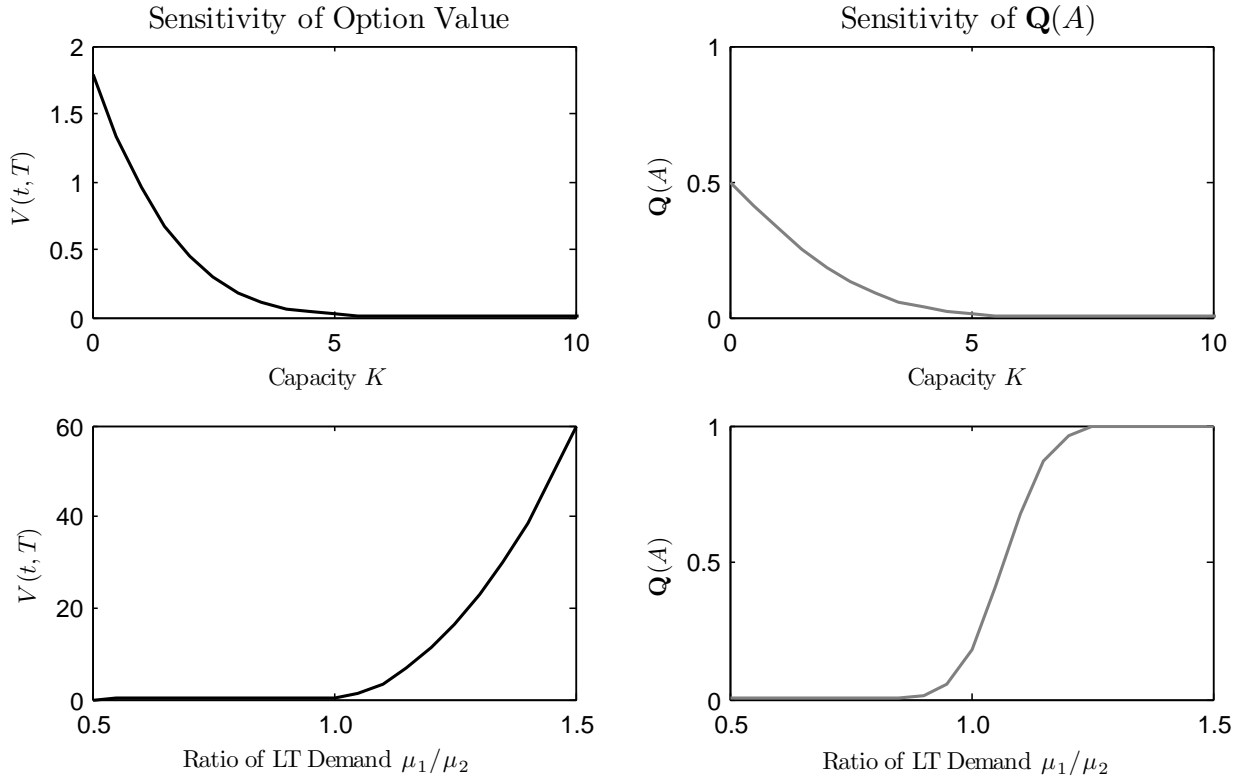 Sensitivity of Option Value
2
1.5
1
0.5
0
0
5
10
V(t, T)
Capacity K
Sensitivity of Q(A)
1
0.5
0
0
5
10
Q(A)
Capacity K
60
40
20
0
0.5
1.0
1.5
V(t, T)
Ratio of LT Demand μ₁/μ₂
1
0.5
0
0.5
1.0
1.5
Q(A)
Ratio of LT Demand μ₁/μ₂